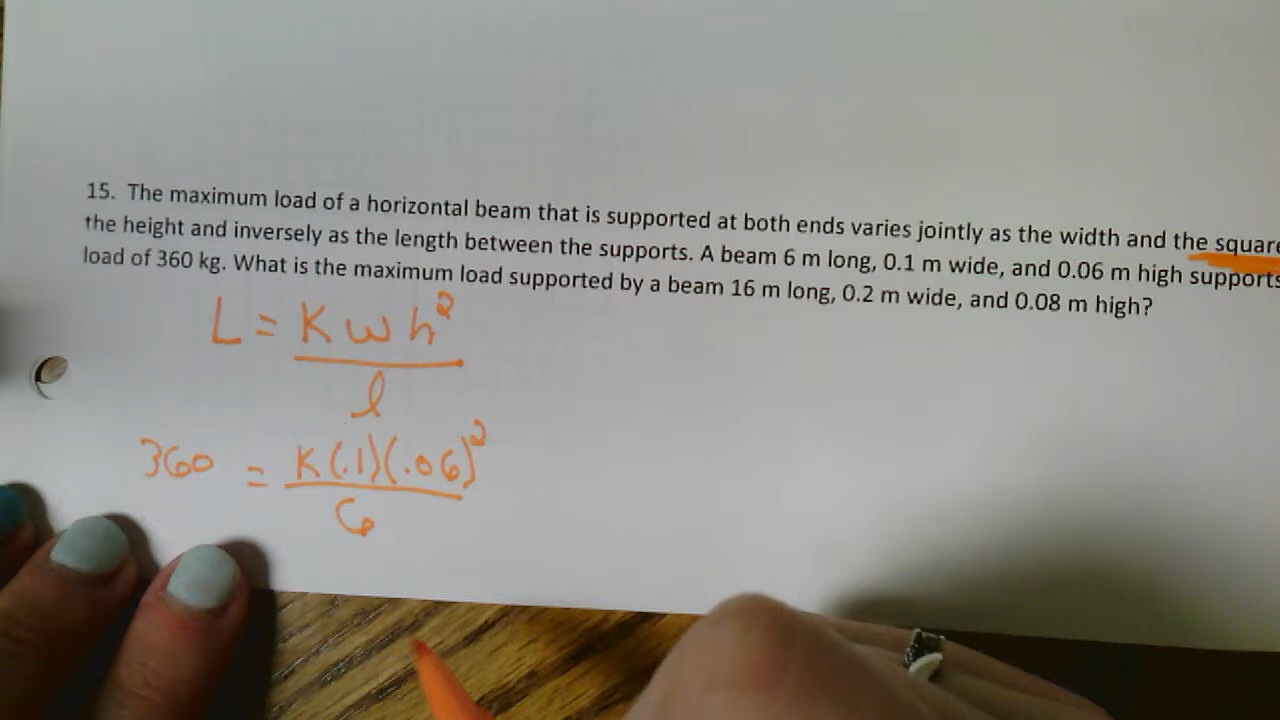 15. The maximum load of a horizontal beam that is supported at both ends varies jointly as the width and the square
the height and inversely as the length between the supports. A beam 6 m long, 0.1 m wide, and 0.06 m high supports
load of 360 kg. What is the maximum load supported by a beam 16 m long, 0.2 m wide, and 0.08 m high?
L = K w h²
l
360 = K(.1)(.06)²
6